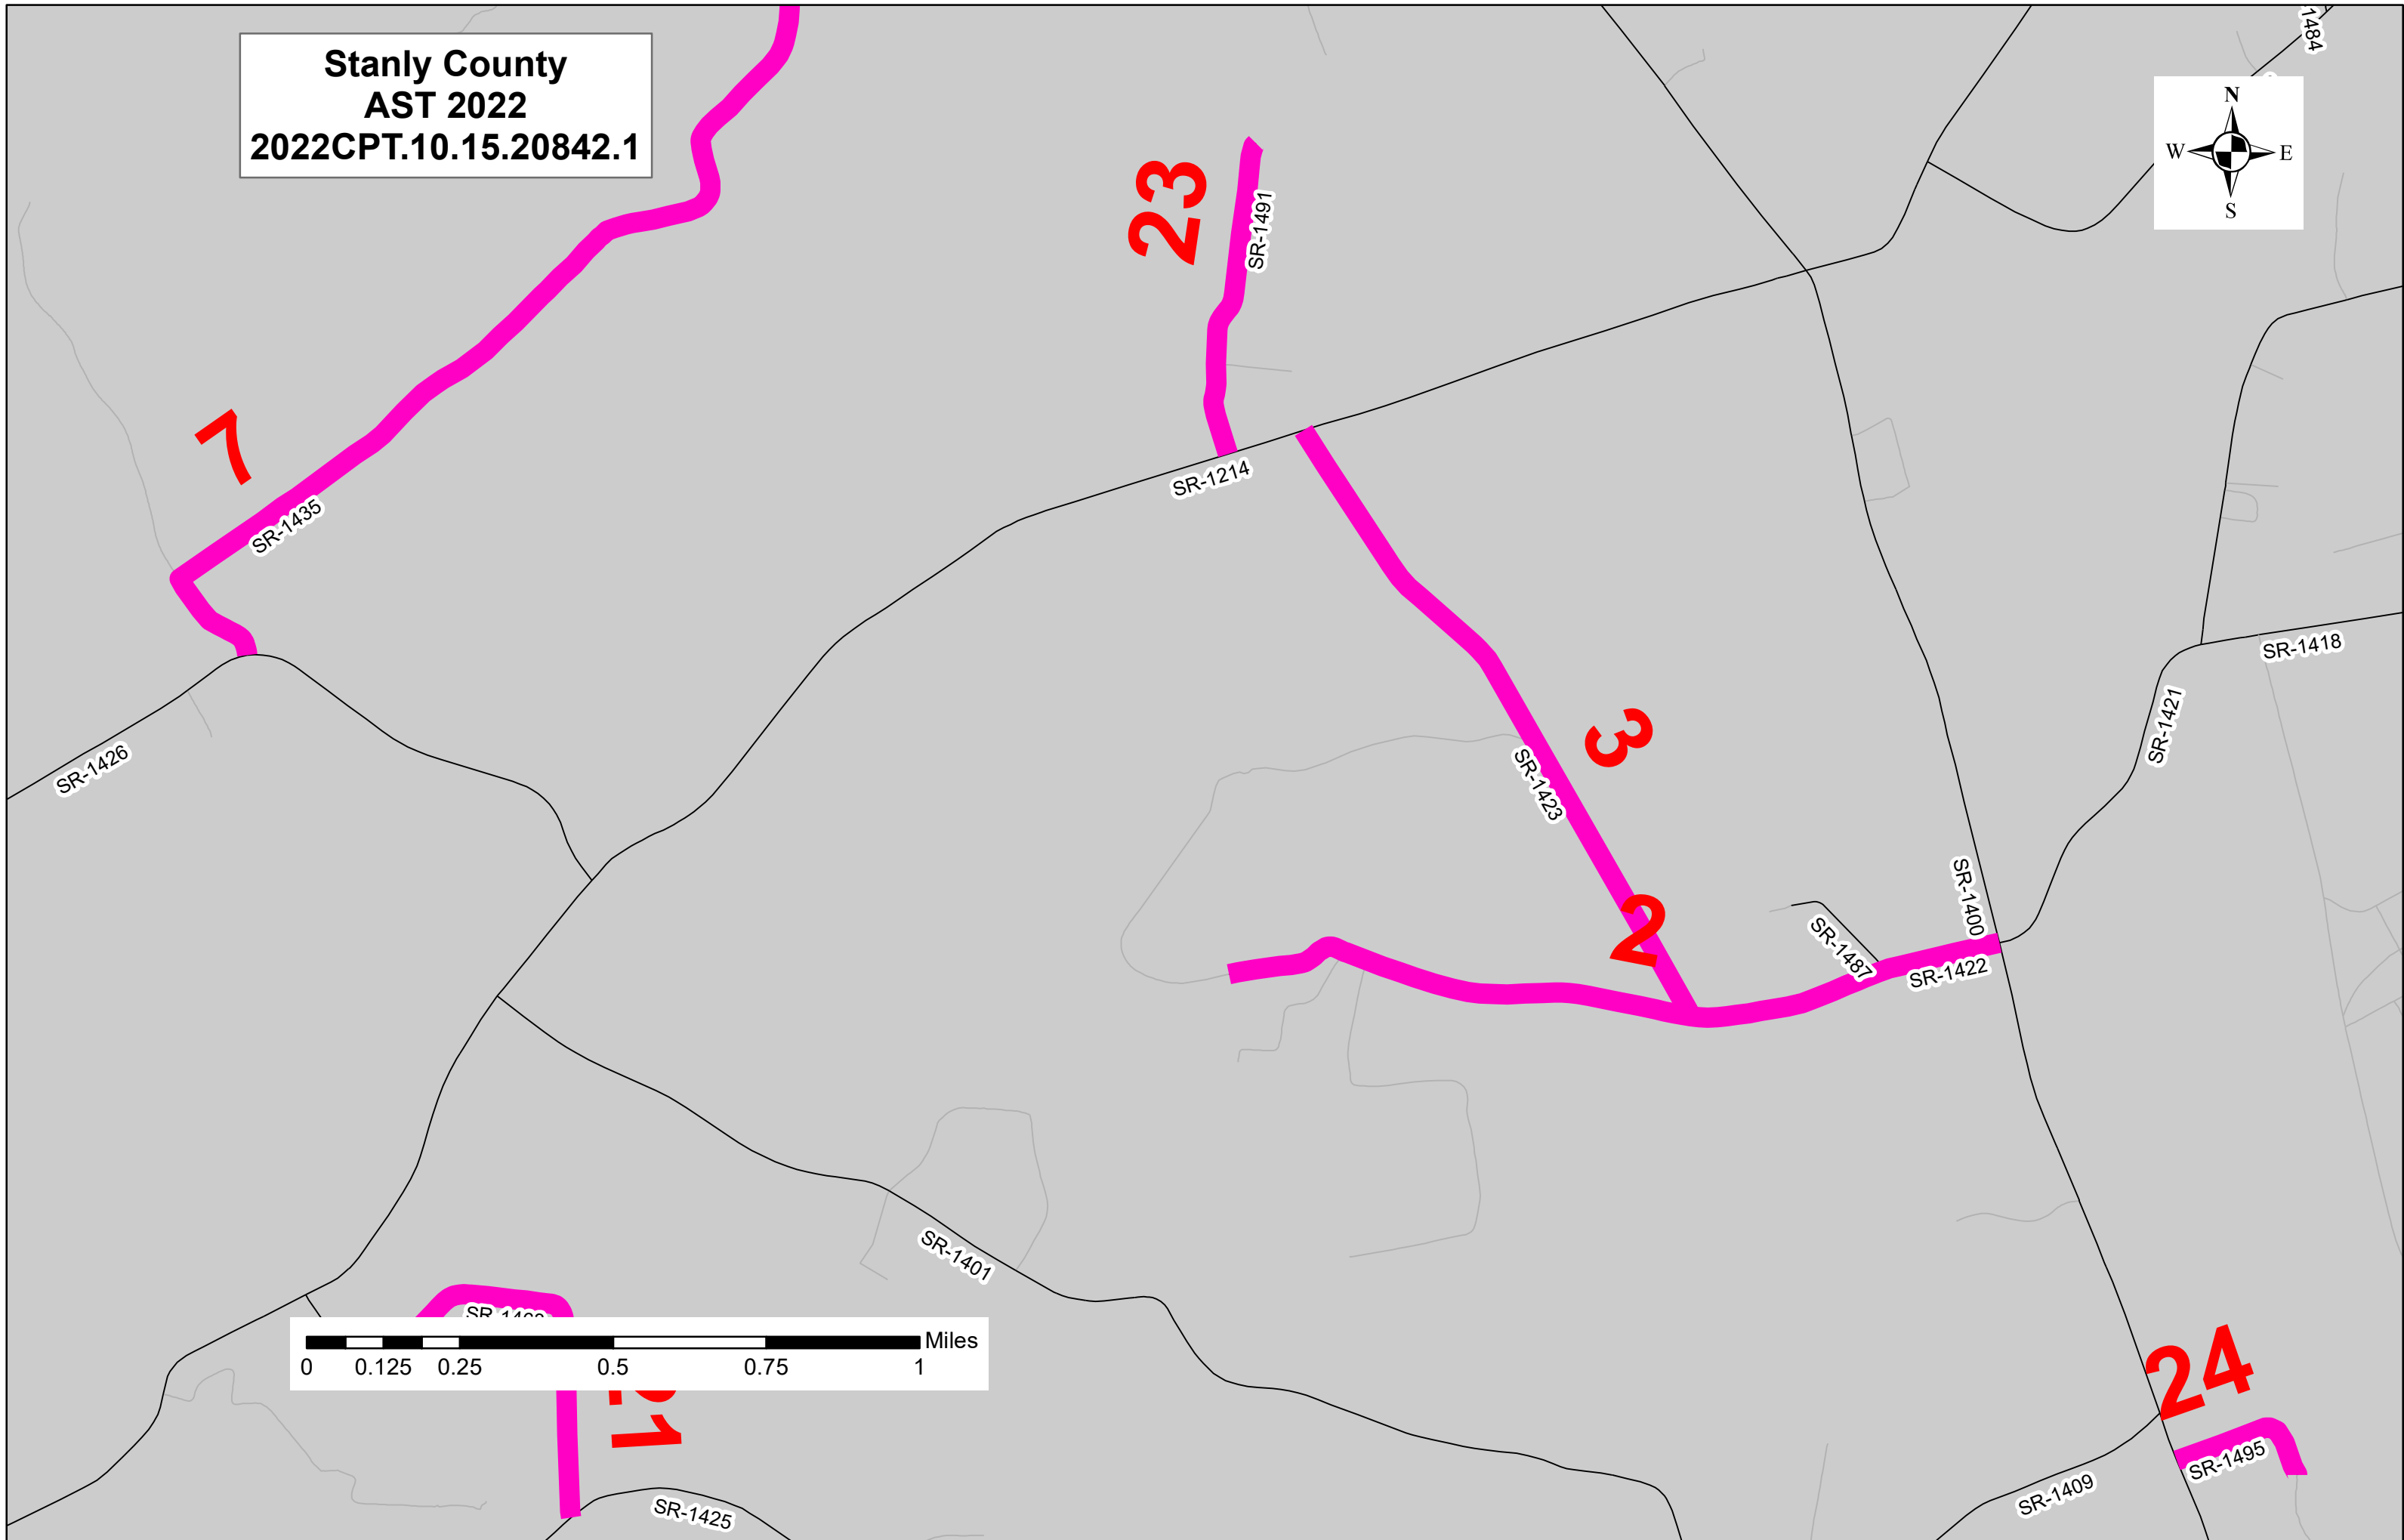 Stanly County
AST 2022
2022CPT.10.15.20842.1
1484
N
W
E
S
23
SR-1491
7
SR-1435
SR-1214
SR-1418
SR-1421
3
SR-1423
SR-1426
SR-1400
2
SR-1487
SR-1422
SR-1401
Miles
0 0.125 0.25 0.5 0.75 1
24
SR-1495
SR-1409
SR-1425